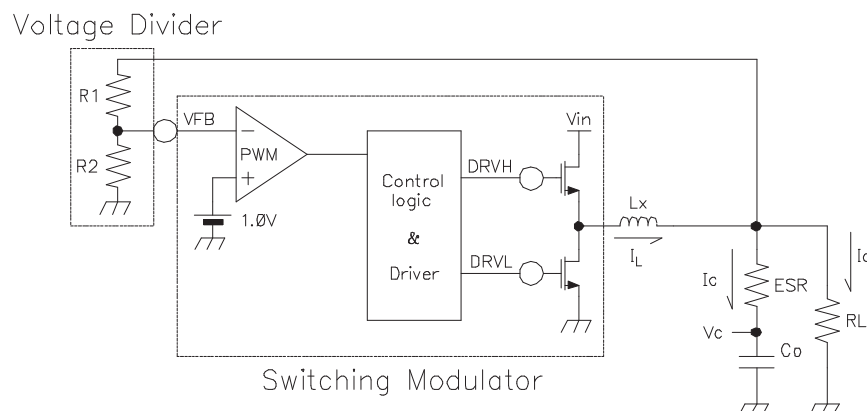 Voltage Divider
R1
R2
VFB
PWM
1.0V
Control
logic
&
Driver
DRVH
DRVL
Vin
Lx
IL
Ic
ESR
Vc
Co
RL
Switching Modulator